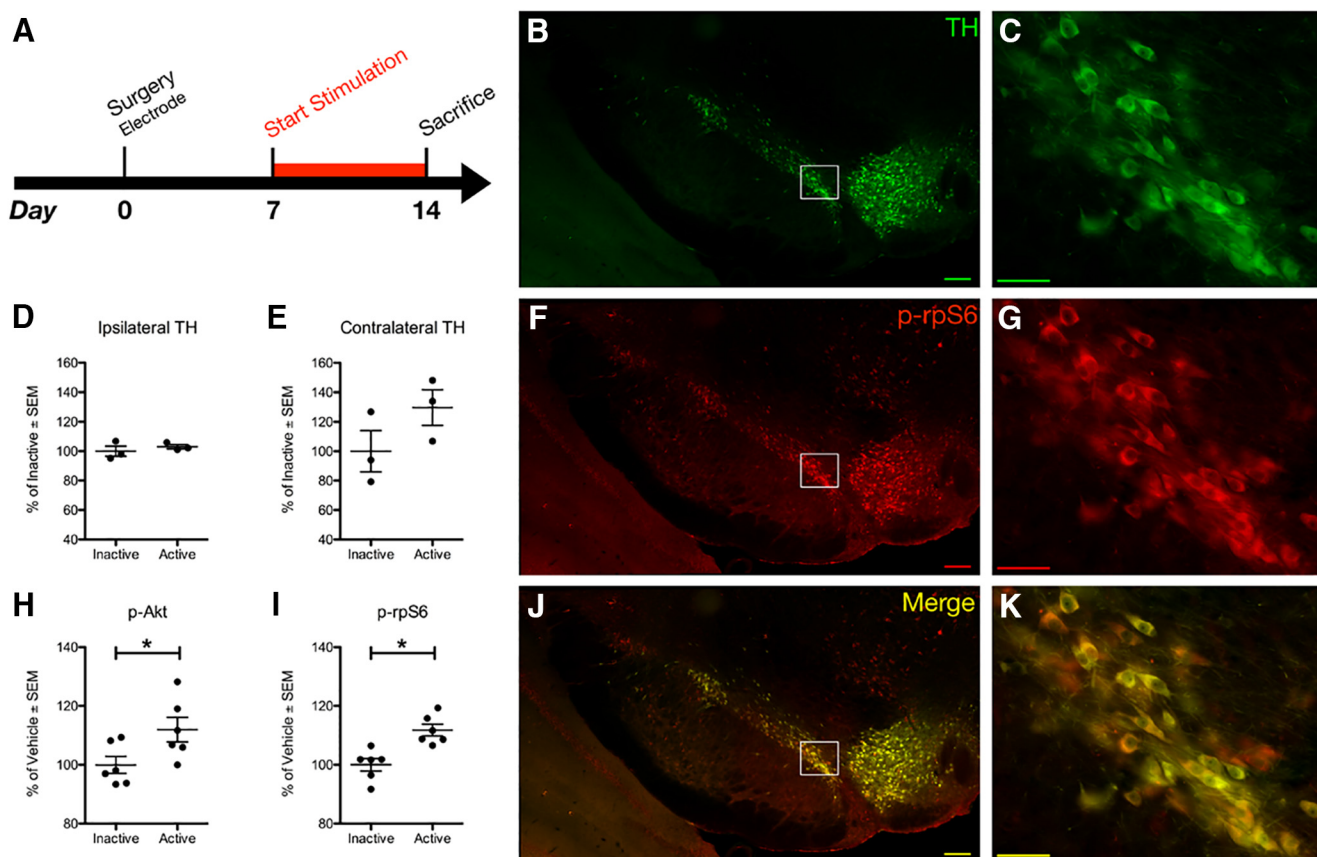 A
Surgery
Electrode
Start Stimulation
Sacrifice
Day 0 7 14
B
TH
C
D
Ipsilateral TH
% of Inactive ± SEM
160
140
120
100
80
60
40
Inactive Active
E
Contralateral TH
% of Inactive ± SEM
160
140
120
100
80
60
40
Inactive Active
F
p-rpS6
G
H
p-Akt
*
% of Vehicle ± SEM
140
120
100
80
Inactive Active
I
p-rpS6
*
% of Vehicle ± SEM
140
120
100
80
Inactive Active
J
Merge
K